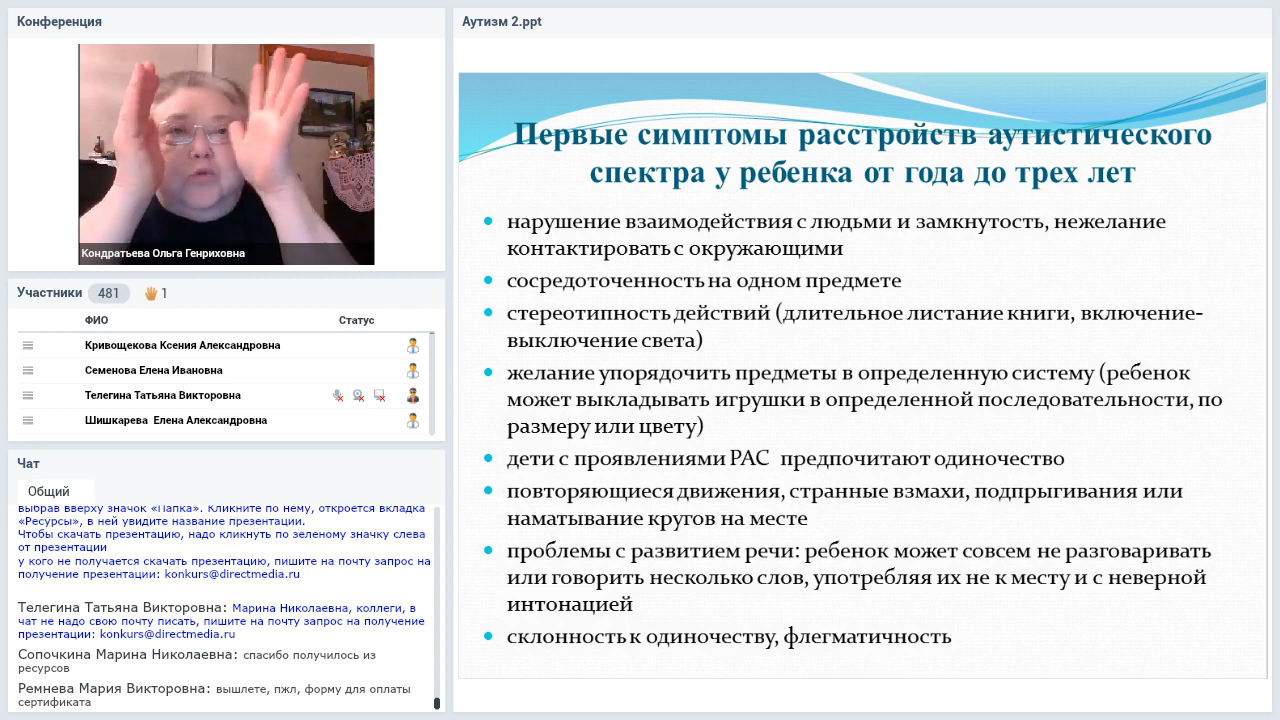 Конференция
Кондратьева Ольга Генриховна
Участники 481 1
ФИО Статус
Кривощекова Ксения Александровна
Семенова Елена Ивановна
Телегина Татьяна Викторовна
Шишкарева Елена Александровна
Чат
Общий
выбрав вверху значок «Папка». Кликните по нему, откроется вкладка
«Ресурсы», в ней увидите название презентации.
Чтобы скачать презентацию, надо кликнуть по зеленому значку слева
от презентации
у кого не получается скачать презентацию, пишите на почту запрос на
получение презентации: konkurs@directmedia.ru
Телегина Татьяна Викторовна: Марина Николаевна, коллеги, в
чат не надо свою почту писать, пишите на почту запрос на получение
презентации: konkurs@directmedia.ru
Сопочкина Марина Николаевна: спасибо получилось из
ресурсов
Ремнева Мария Викторовна: вышлете, пжл, форму для оплаты
сертификата
Аутизм 2.ppt
Первые симптомы расстройств аутистического
спектра у ребенка от года до трех лет
• нарушение взаимодействия с людьми и замкнутость, нежелание
контактировать с окружающими
• сосредоточенность на одном предмете
• стереотипность действий (длительное листание книги, включение-
выключение света)
• желание упорядочить предметы в определенную систему (ребенок
может выкладывать игрушки в определенной последовательности, по
размеру или цвету)
• дети с проявлениями РАС предпочитают одиночество
• повторяющиеся движения, странные взмахи, подпрыгивания или
наматывание кругов на месте
• проблемы с развитием речи: ребенок может совсем не разговаривать
или говорить несколько слов, употребляя их не к месту и с неверной
интонацией
• склонность к одиночеству, флегматичность